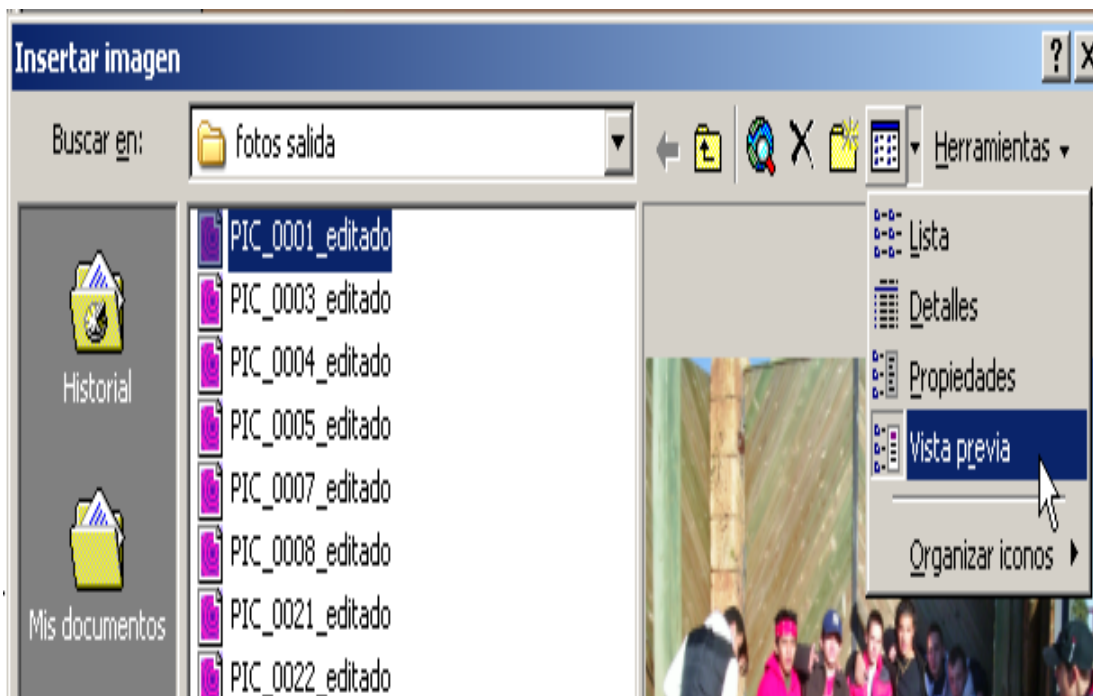 Insertar imagen
Buscar en:
fotos salida
Herramientas
Lista
Detalles
Propiedades
Vista previa
Organizar iconos
Historial
Mis documentos
PIC_0001_editado
PIC_0003_editado
PIC_0004_editado
PIC_0005_editado
PIC_0007_editado
PIC_0008_editado
PIC_0021_editado
PIC_0022_editado